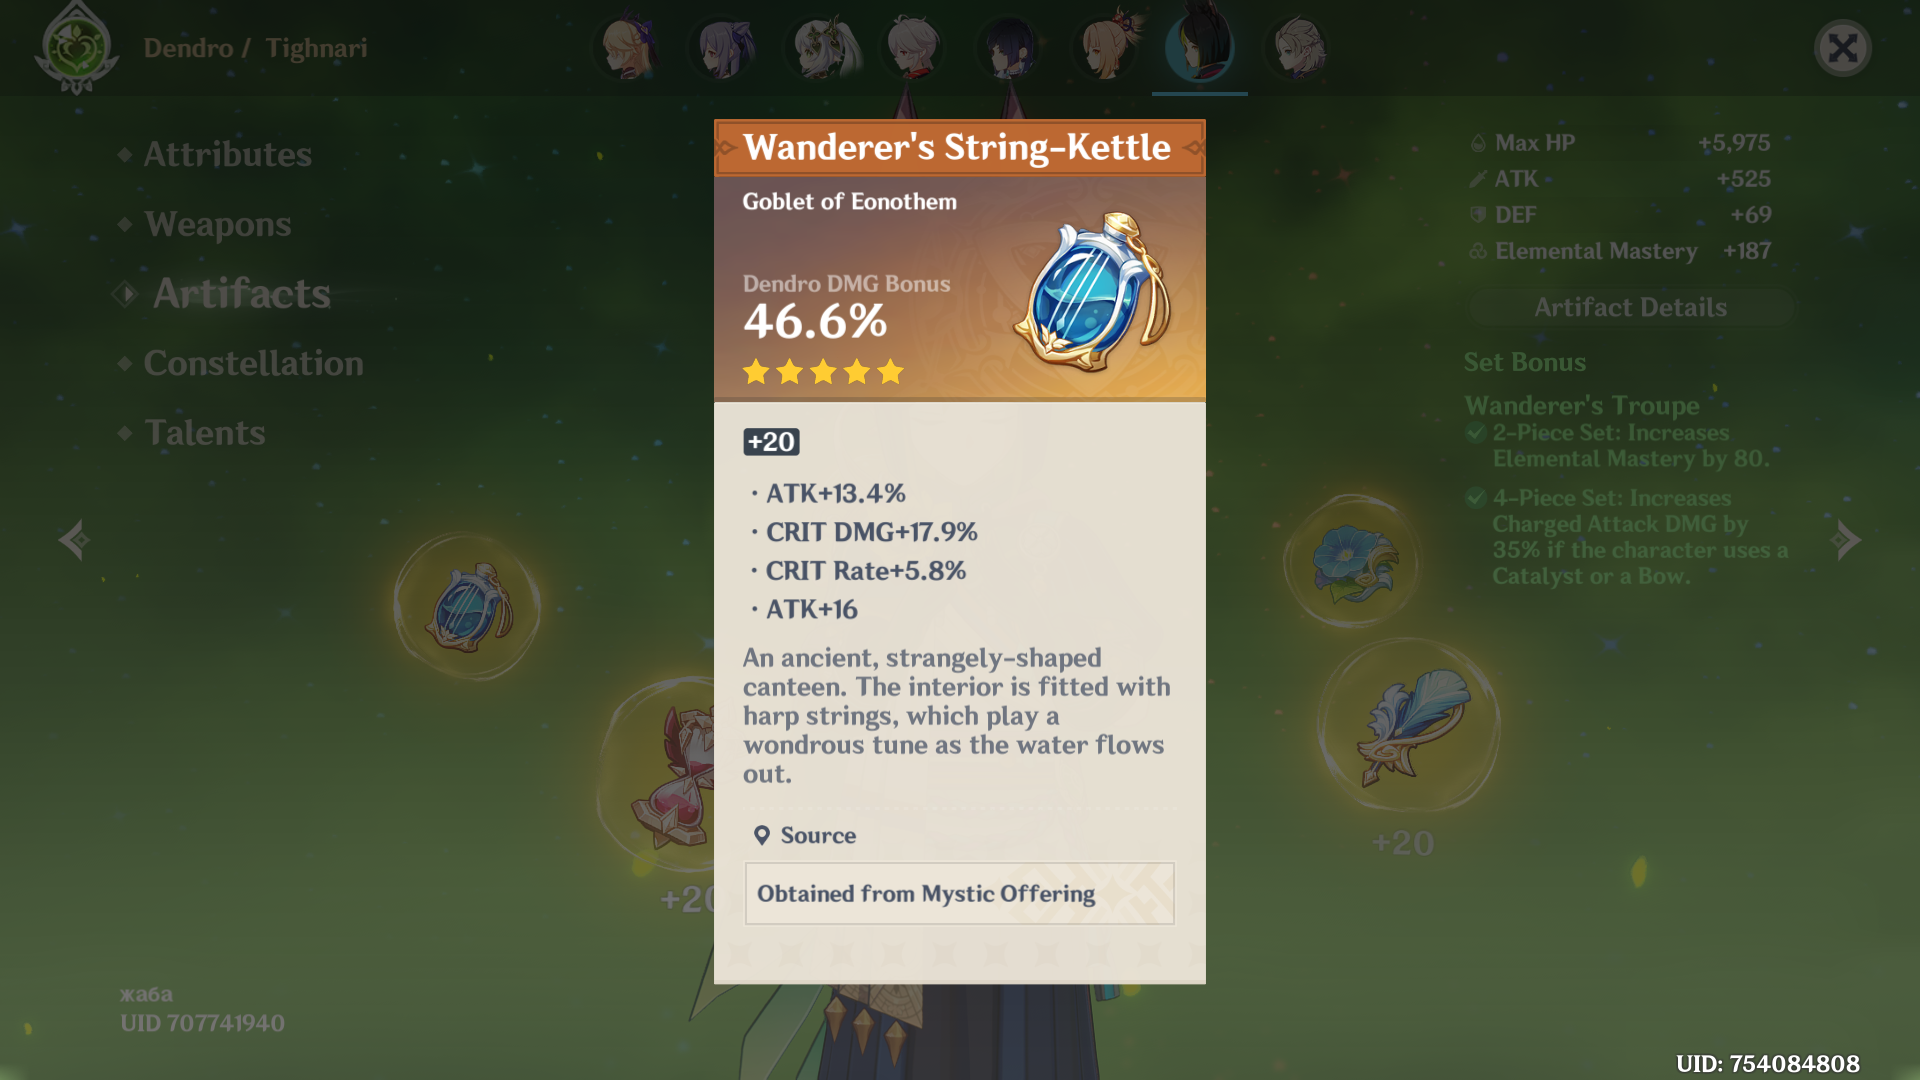 Dendro / Tighnari
Attributes
Weapons
Artifacts
Constellation
Talents
Wanderer's String-Kettle
Goblet of Eonothem
Dendro DMG Bonus
46.6%
+20
· ATK+13.4%
· CRIT DMG+17.9%
· CRIT Rate+5.8%
· ATK+16
An ancient, strangely-shaped
canteen. The interior is fitted with
harp strings, which play a
wondrous tune as the water flows
out.
Source
Obtained from Mystic Offering
Max HP +5,975
ATK +525
DEF +69
Elemental Mastery +187
Artifact Details
Set Bonus
Wanderer's Troupe
2-Piece Set: Increases
Elemental Mastery by 80.
4-Piece Set: Increases
Charged Attack DMG by
35% if the character uses a
Catalyst or a Bow.
+20
+20
жаба
UID 707741940
UID: 754084808